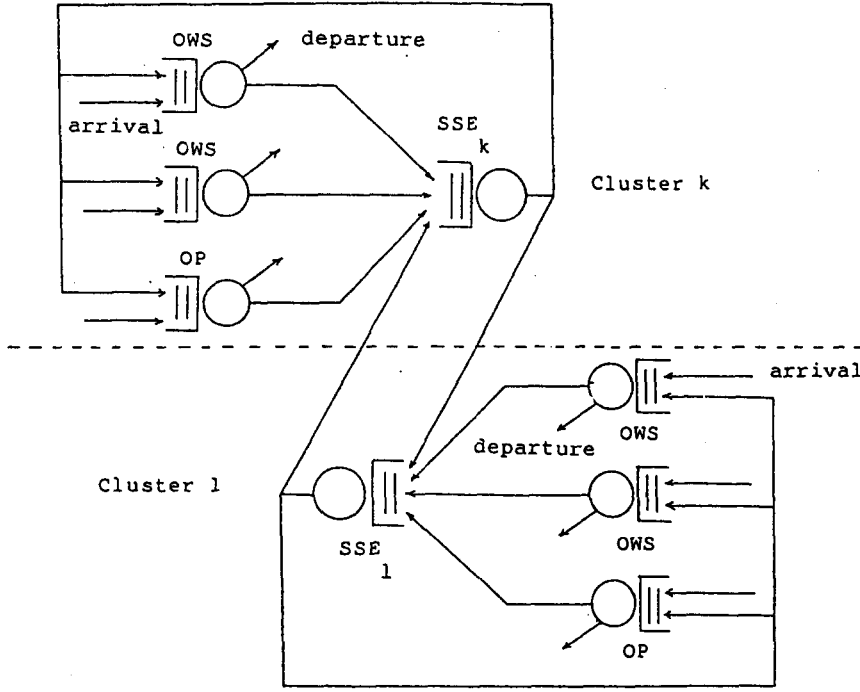 OWS
departure
arrival
OWS
SSE
k
Cluster k
OP
arrival
OWS
departure
Cluster l
OWS
SSE
l
OP